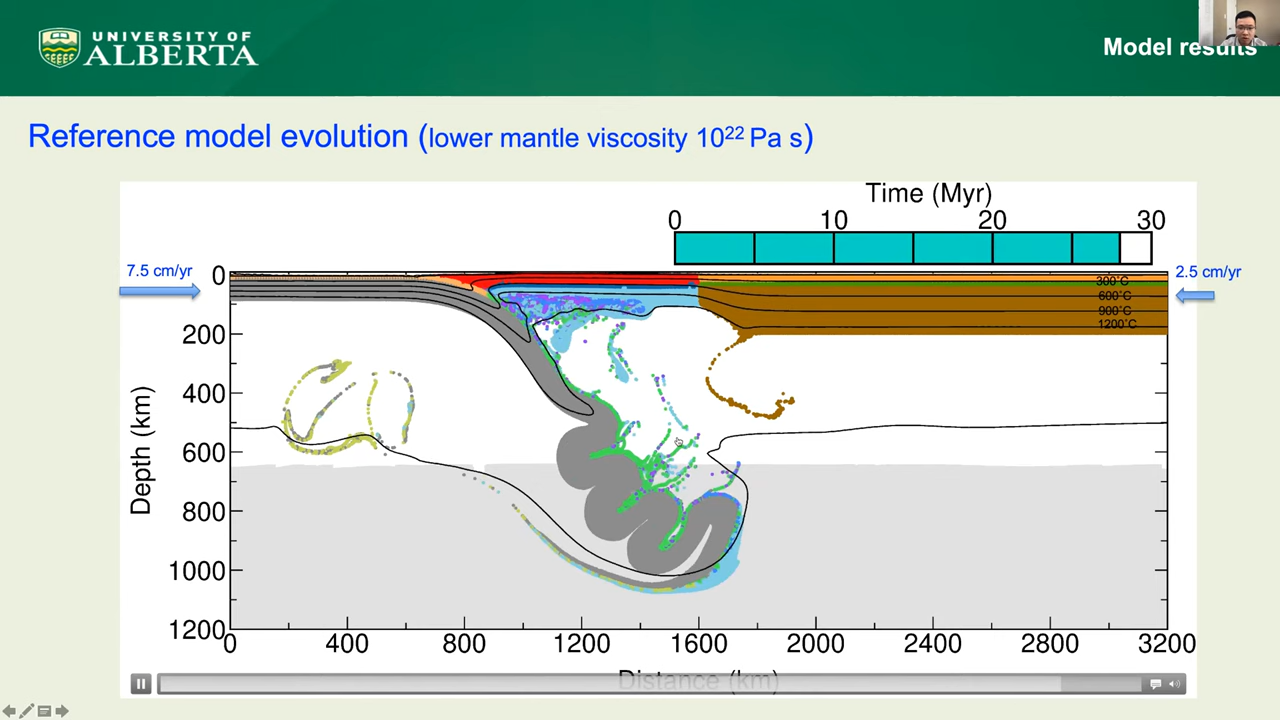 UNIVERSITY OF
ALBERTA
Model results
Reference model evolution (lower mantle viscosity 10²² Pa s)
Time (Myr)
0 10 20 30
7.5 cm/yr
2.5 cm/yr
0
200
400
600
800
1000
1200
Depth (km)
300°C
600°C
900°C
1200°C
0 400 800 1200 1600 2000 2400 2800 3200
Distance (km)